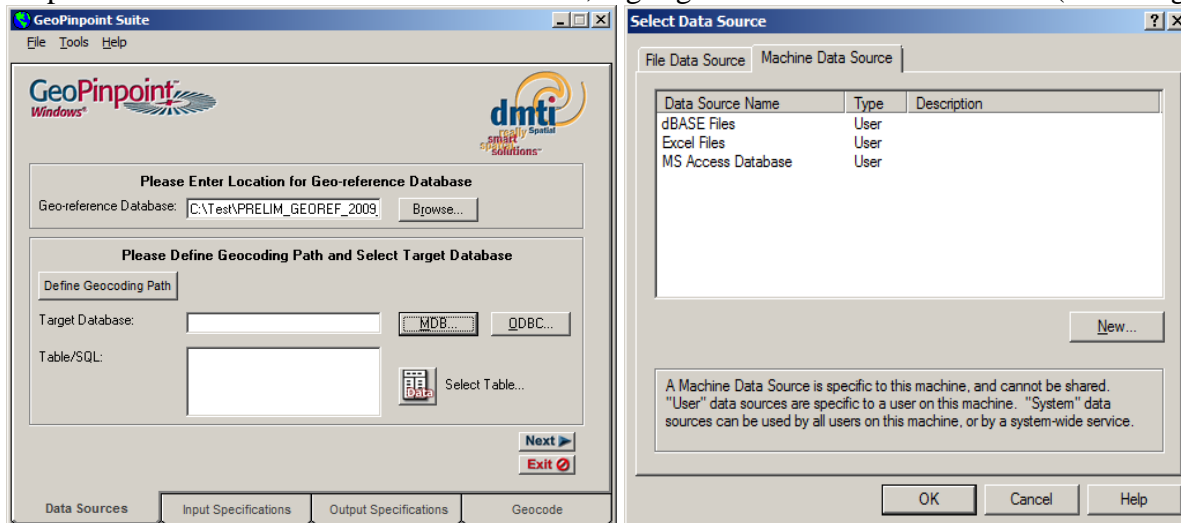 GeoPinpoint Suite
File Tools Help
GeoPinpoint™
Windows®
dmti
really Spatial
smart
solutions™
Please Enter Location for Geo-reference Database
Geo-reference Database: C:\Test\PRELIM_GEOREF_2009_ Browse...
Please Define Geocoding Path and Select Target Database
Define Geocoding Path
Target Database: MDB... ODBC...
Table/SQL:
Data Select Table...
Next
Exit
Data Sources Input Specifications Output Specifications Geocode
Select Data Source
File Data Source Machine Data Source
Data Source Name Type Description
dBASE Files User
Excel Files User
MS Access Database User
New...
A Machine Data Source is specific to this machine, and cannot be shared.
"User" data sources are specific to a user on this machine. "System" data
sources can be used by all users on this machine, or by a system-wide service.
OK Cancel Help